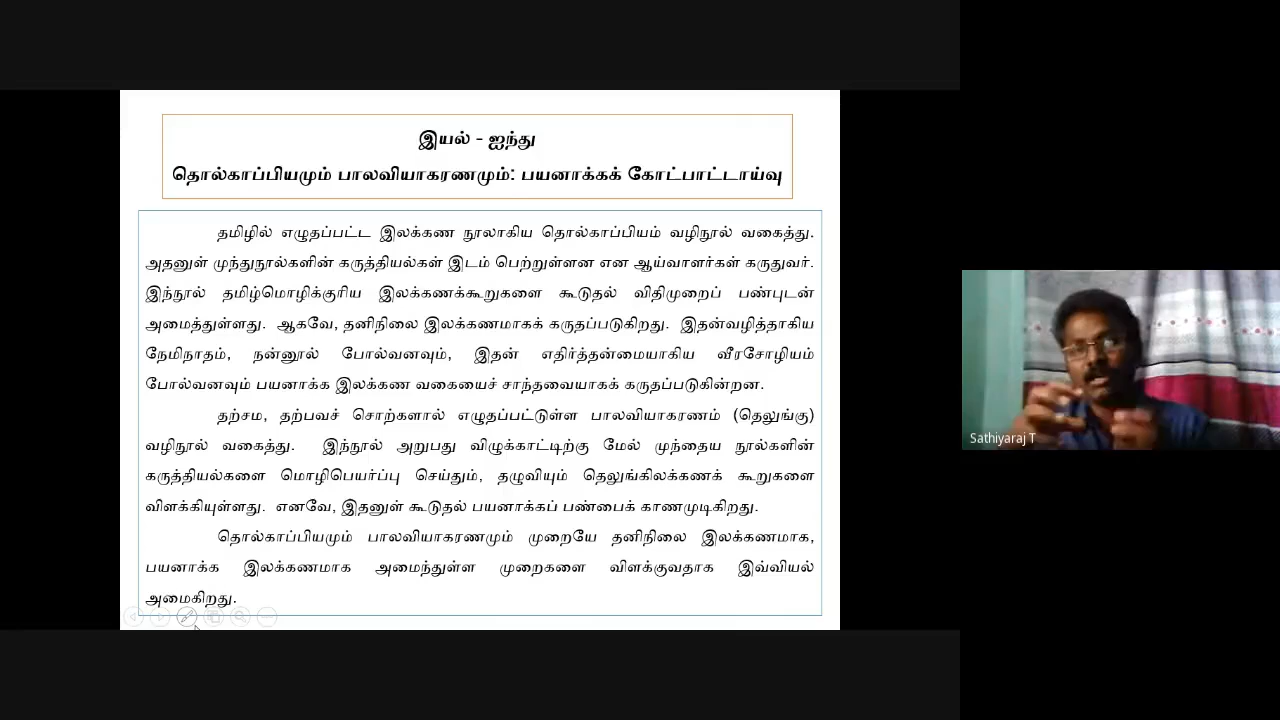 இயல் - ஐந்து
தொல்காப்பியமும் பாலவியாகரணமும்: பயனாக்கக் கோட்பாட்டாய்வு
தமிழில் எழுதப்பட்ட இலக்கண நூலாகிய தொல்காப்பியம் வழிநூல் வகைத்து.
அதனுள் முந்துநூல்களின் கருத்தியல்கள் இடம் பெற்றுள்ளன என ஆய்வாளர்கள் கருதுவர்.
இந்நூல் தமிழ்மொழிக்குரிய இலக்கணக்கூறுகளை கூடுதல் விதிமுறைப் பண்புடன்
அமைத்துள்ளது. ஆகவே, தனிநிலை இலக்கணமாகக் கருதப்படுகிறது. இதன்வழித்தாகிய
நேமிநாதம், நன்னூல் போல்வனவும், இதன் எதிர்த்தன்மையாகிய வீரசோழியம்
போல்வனவும் பயனாக்க இலக்கண வகையைச் சாந்தவையாகக் கருதப்படுகின்றன.
தற்சம, தற்பவச் சொற்களால் எழுதப்பட்டுள்ள பாலவியாகரணம் (தெலுங்கு)
வழிநூல் வகைத்து. இந்நூல் அறுபது விழுக்காட்டிற்கு மேல் முந்தைய நூல்களின்
கருத்தியல்களை மொழிபெயர்ப்பு செய்தும், தழுவியும் தெலுங்கிலக்கணக் கூறுகளை
விளக்கியுள்ளது. எனவே, இதனுள் கூடுதல் பயனாக்கப் பண்பைக் காணமுடிகிறது.
தொல்காப்பியமும் பாலவியாகரணமும் முறையே தனிநிலை இலக்கணமாக,
பயனாக்க இலக்கணமாக அமைந்துள்ள முறைகளை விளக்குவதாக இவ்வியல்
அமைகிறது.
Sathiyaraj T